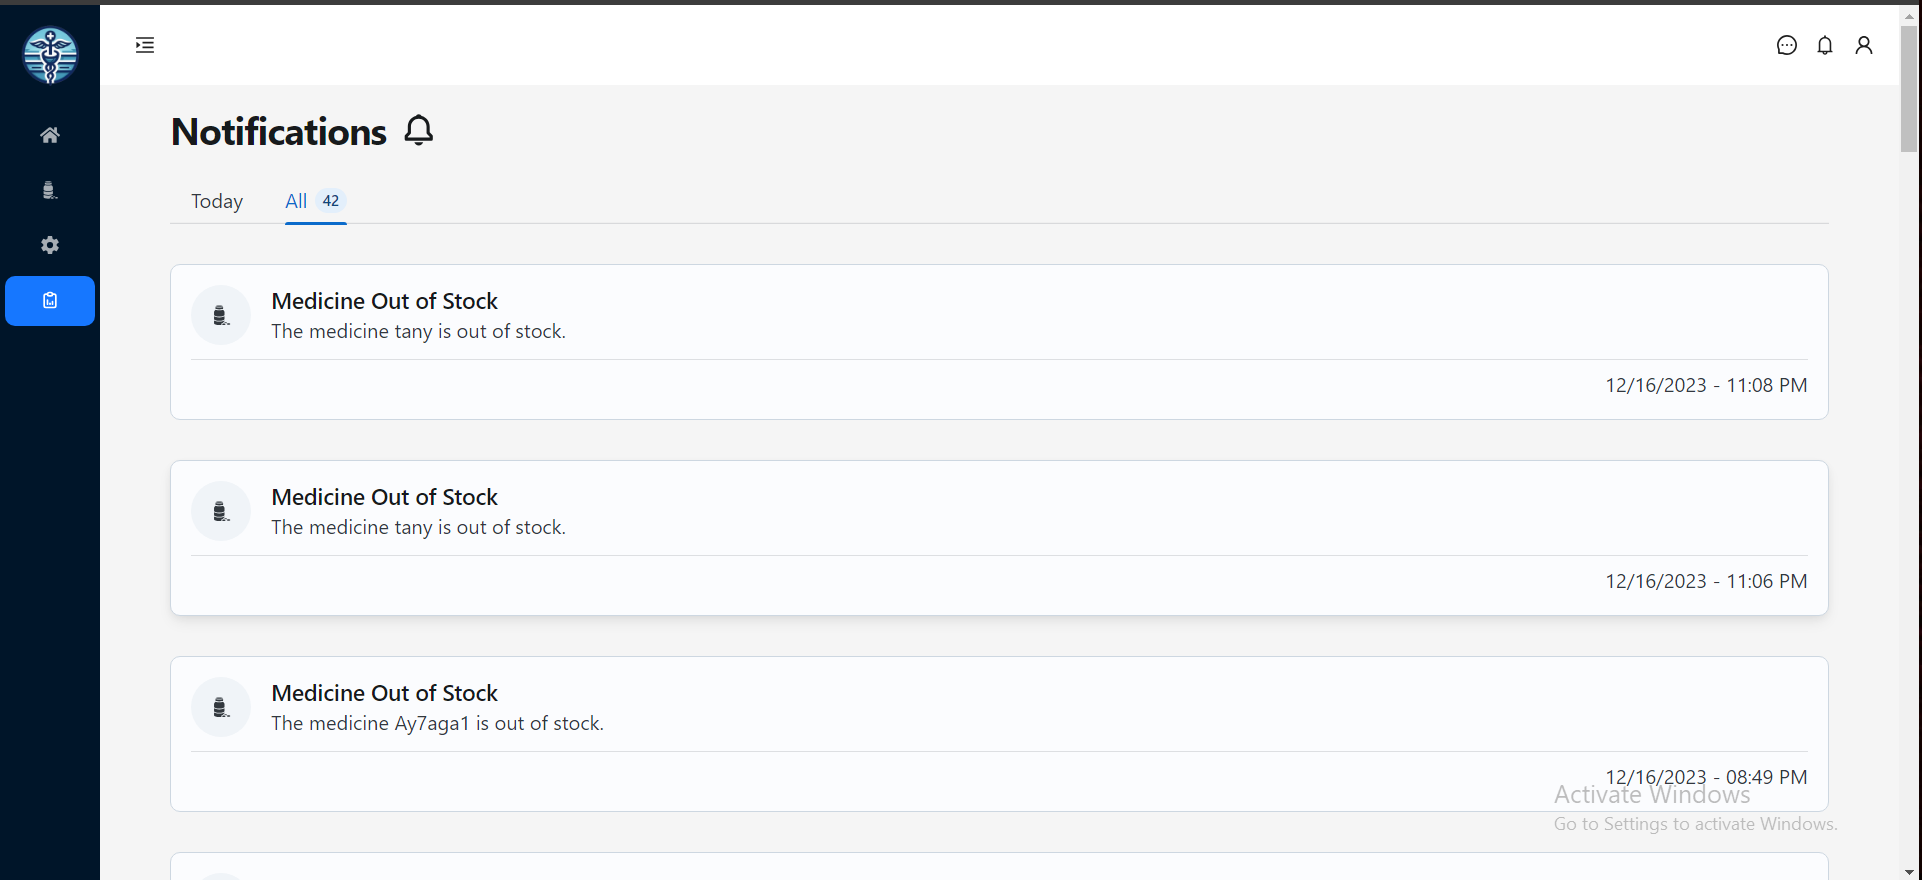 Notifications
Today
All 42
Medicine Out of Stock
The medicine tany is out of stock.
12/16/2023 - 11:08 PM
Medicine Out of Stock
The medicine tany is out of stock.
12/16/2023 - 11:06 PM
Medicine Out of Stock
The medicine Ay7aga1 is out of stock.
12/16/2023 - 08:49 PM
Activate Windows
Go to Settings to activate Windows.